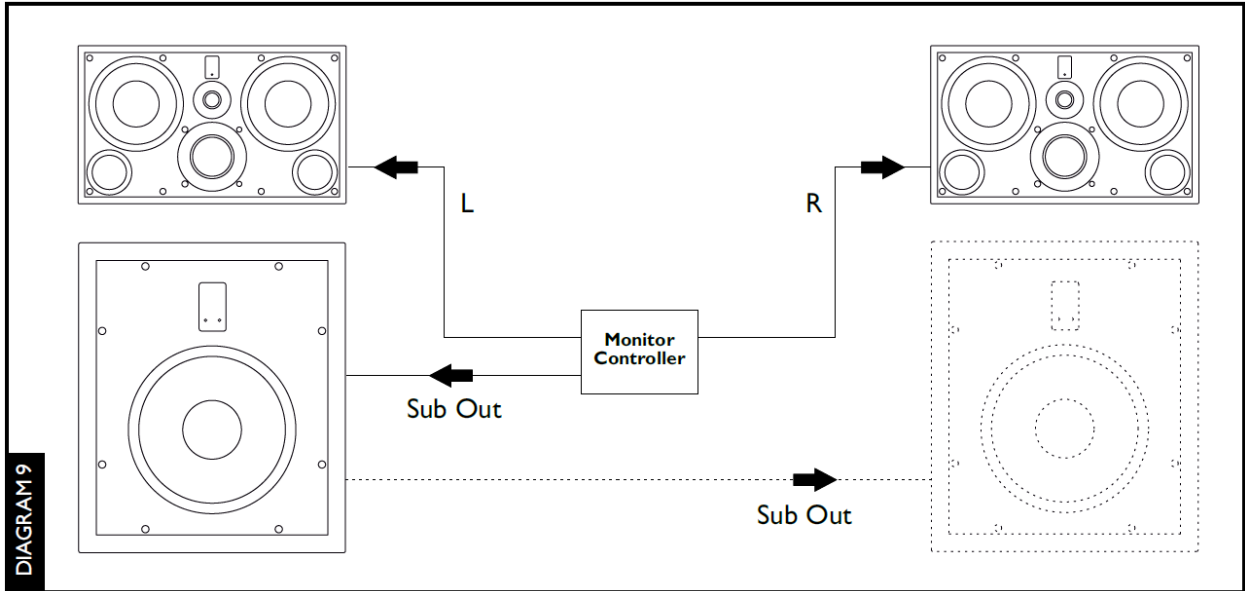 L
R
Monitor
Controller
Sub Out
Sub Out
DIAGRAM 9